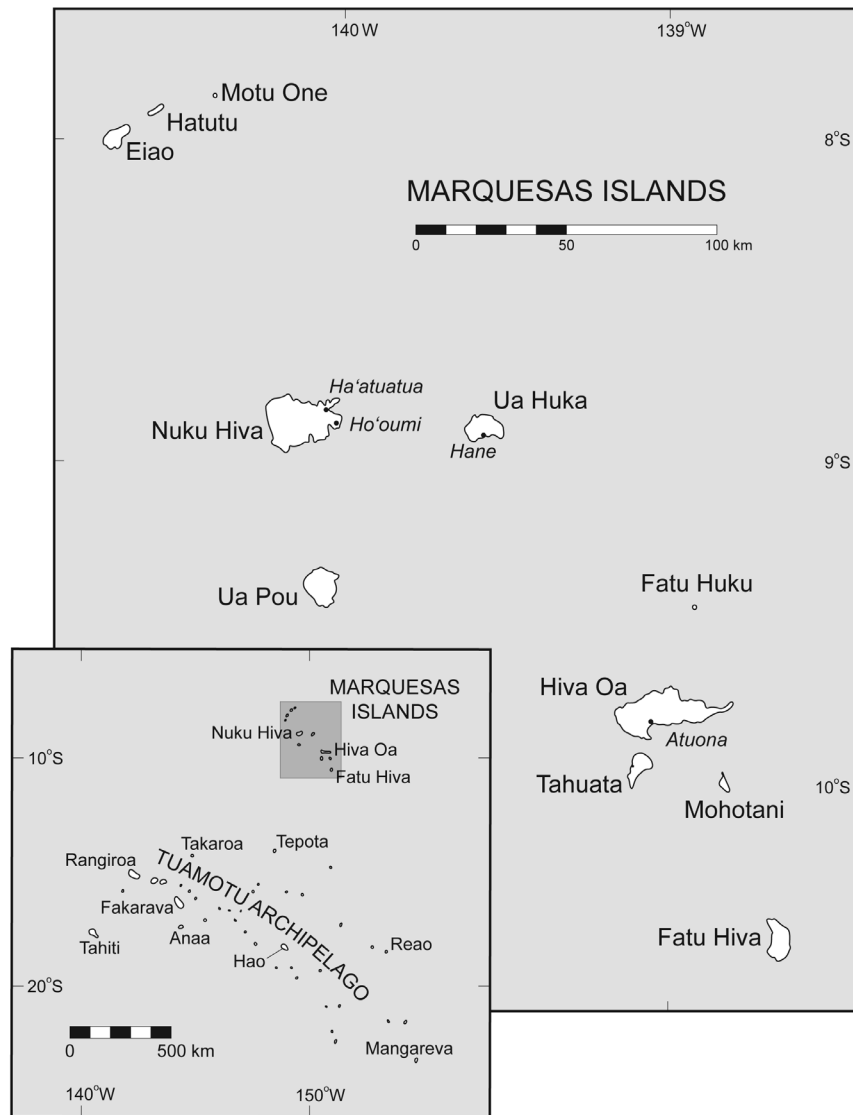 140 W
139°W
Motu One
Hatutu
Eiao
8°S
MARQUESAS ISLANDS
0
50
100 km
Ha‘atuatua
Ua Huka
Nuku Hiva
Ho‘oumi
Hane
9°S
Fatu Huku
Ua Pou
Hiva Oa
Atuona
Tahuata
10°S
Mohotani
Fatu Hiva
MARQUESAS
ISLANDS
Nuku Hiva
Hiva Oa
10°S
Fatu Hiva
Takaroa
Tepota
Rangiroa
TUAMOTU ARCHIPELAGO
Fakarava
Tahiti
Anaa
Reao
Hao
20°S
0
500 km
Mangareva
140°W
150°W